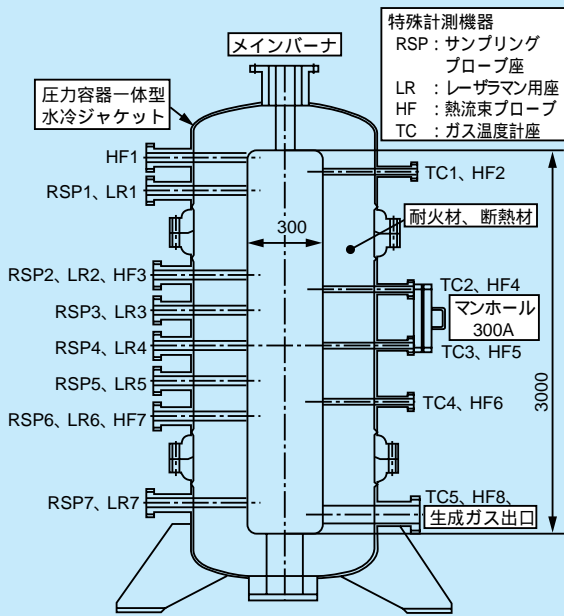 特殊計測機器
RSP：サンプリング
プローブ座
LR ：レーザラマン用座
HF ：熱流束プローブ
TC ：ガス温度計座
メインバーナ
圧力容器一体型
水冷ジャケット
HF1
RSP1、LR1
TC1、HF2
耐火材、断熱材
300
RSP2、LR2、HF3
TC2、HF4
RSP3、LR3
マンホール
300A
RSP4、LR4
TC3、HF5
RSP5、LR5
TC4、HF6
3000
RSP6、LR6、HF7
RSP7、LR7
TC5、HF8、
生成ガス出口